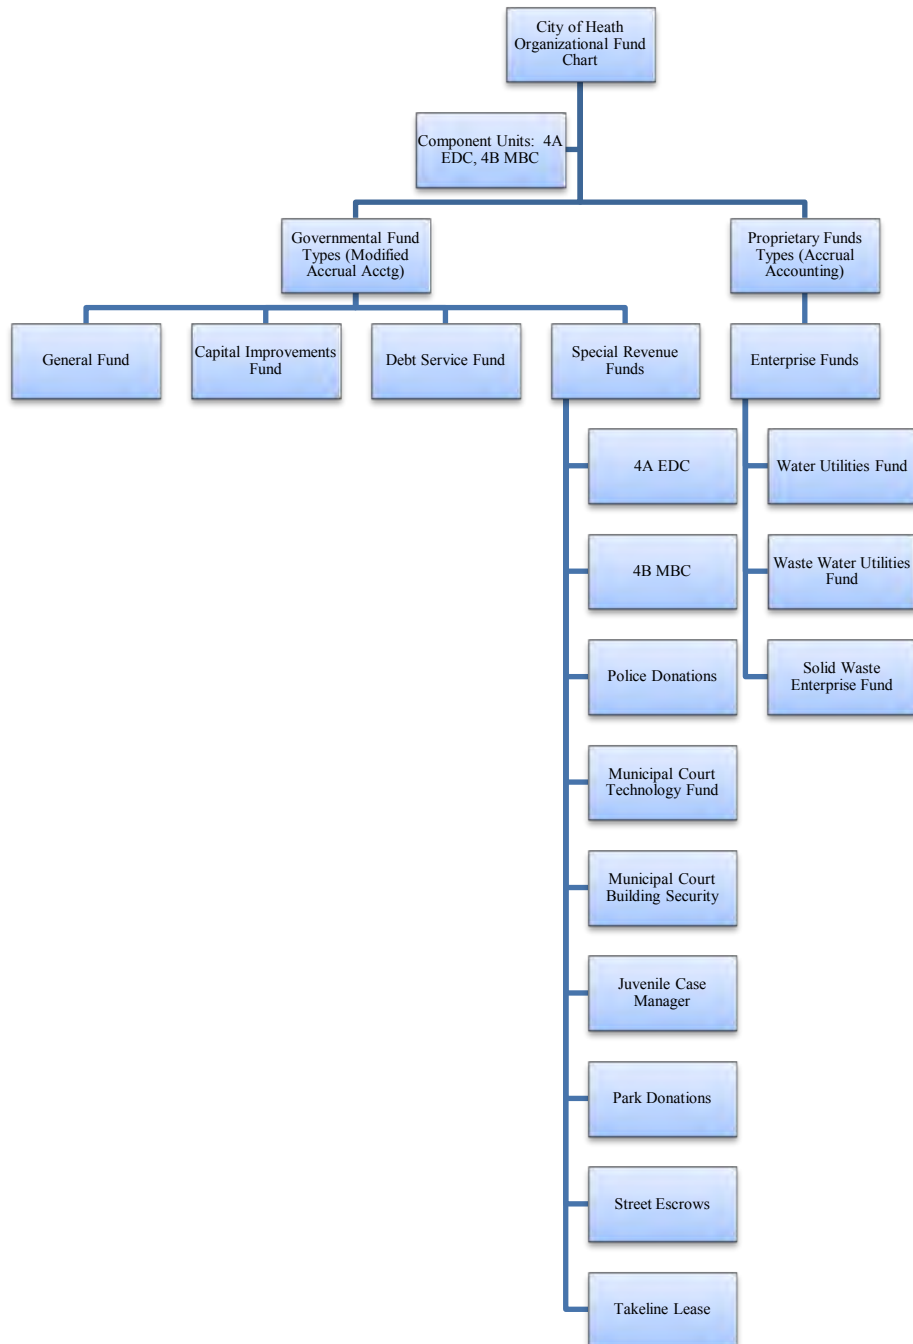 City of Heath
Organizational Fund
Chart
Component Units:  4A
EDC, 4B MBC
Governmental Fund
Types (Modified
Accrual Acctg)
Proprietary Funds
Types (Accrual
Accounting)
General Fund
Capital Improvements
Fund
Debt Service Fund
Special Revenue
Funds
Enterprise Funds
4A EDC
Water Utilities Fund
4B MBC
Waste Water Utilities
Fund
Police Donations
Solid Waste
Enterprise Fund
Municipal Court
Technology Fund
Municipal Court
Building Security
Juvenile Case
Manager
Park Donations
Street Escrows
Takeline Lease